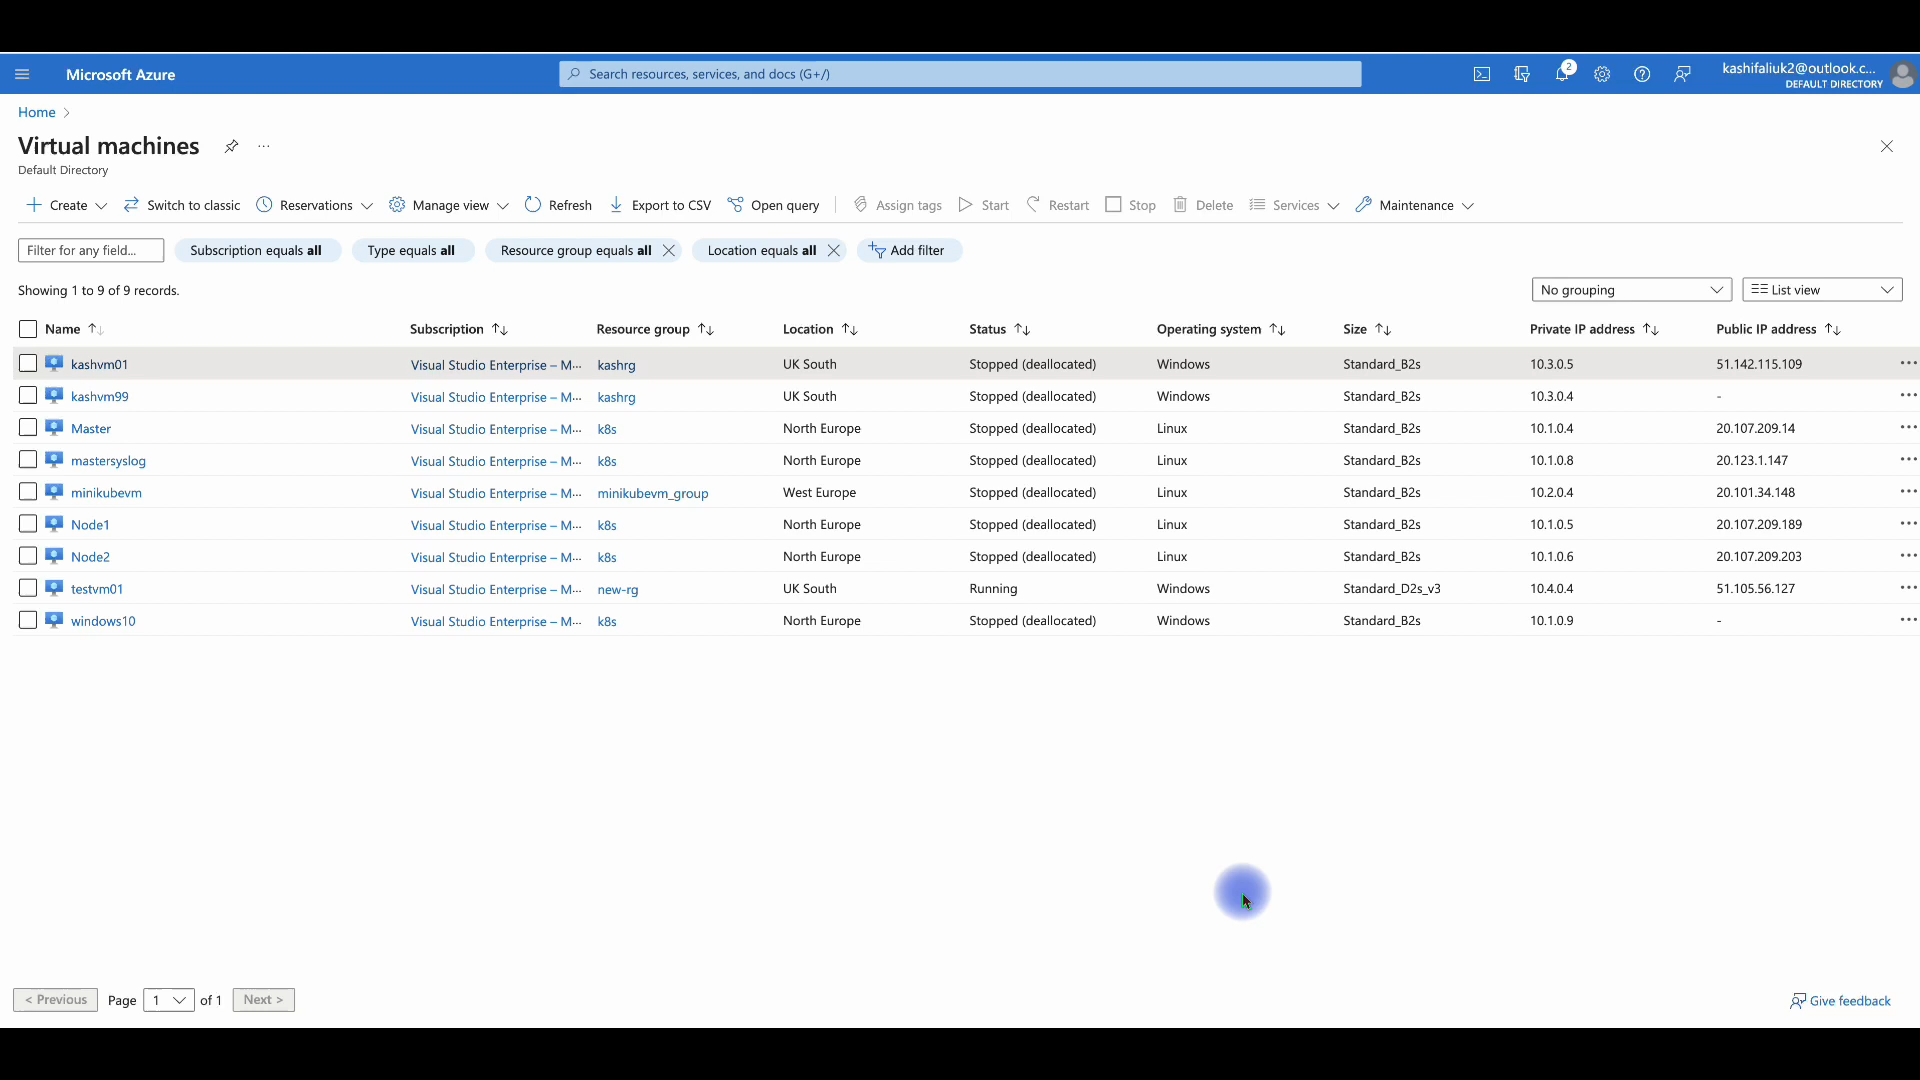 Microsoft Azure
Search resources, services, and docs (G+/)
2
kashifaliuk2@outlook.c...
DEFAULT DIRECTORY
Home
Virtual machines
Default Directory
Create
Switch to classic
Reservations
Manage view
Refresh
Export to CSV
Open query
Assign tags
Start
Restart
Stop
Delete
Services
Maintenance
Filter for any field...
Subscription equals all
Type equals all
Resource group equals all
Location equals all
Add filter
Showing 1 to 9 of 9 records.
No grouping
List view
Name Subscription Resource group Location Status Operating system Size Private IP address Public IP address
kashvm01 Visual Studio Enterprise – M··· kashrg UK South Stopped (deallocated) Windows Standard_B2s 10.3.0.5 51.142.115.109
kashvm99 Visual Studio Enterprise – M··· kashrg UK South Stopped (deallocated) Windows Standard_B2s 10.3.0.4 -
Master Visual Studio Enterprise – M··· k8s North Europe Stopped (deallocated) Linux Standard_B2s 10.1.0.4 20.107.209.14
mastersyslog Visual Studio Enterprise – M··· k8s North Europe Stopped (deallocated) Linux Standard_B2s 10.1.0.8 20.123.1.147
minikubevm Visual Studio Enterprise – M··· minikubevm_group West Europe Stopped (deallocated) Linux Standard_B2s 10.2.0.4 20.101.34.148
Node1 Visual Studio Enterprise – M··· k8s North Europe Stopped (deallocated) Linux Standard_B2s 10.1.0.5 20.107.209.189
Node2 Visual Studio Enterprise – M··· k8s North Europe Stopped (deallocated) Linux Standard_B2s 10.1.0.6 20.107.209.203
testvm01 Visual Studio Enterprise – M··· new-rg UK South Running Windows Standard_D2s_v3 10.4.0.4 51.105.56.127
windows10 Visual Studio Enterprise – M··· k8s North Europe Stopped (deallocated) Windows Standard_B2s 10.1.0.9 -
< Previous Page 1 of 1 Next >
Give feedback